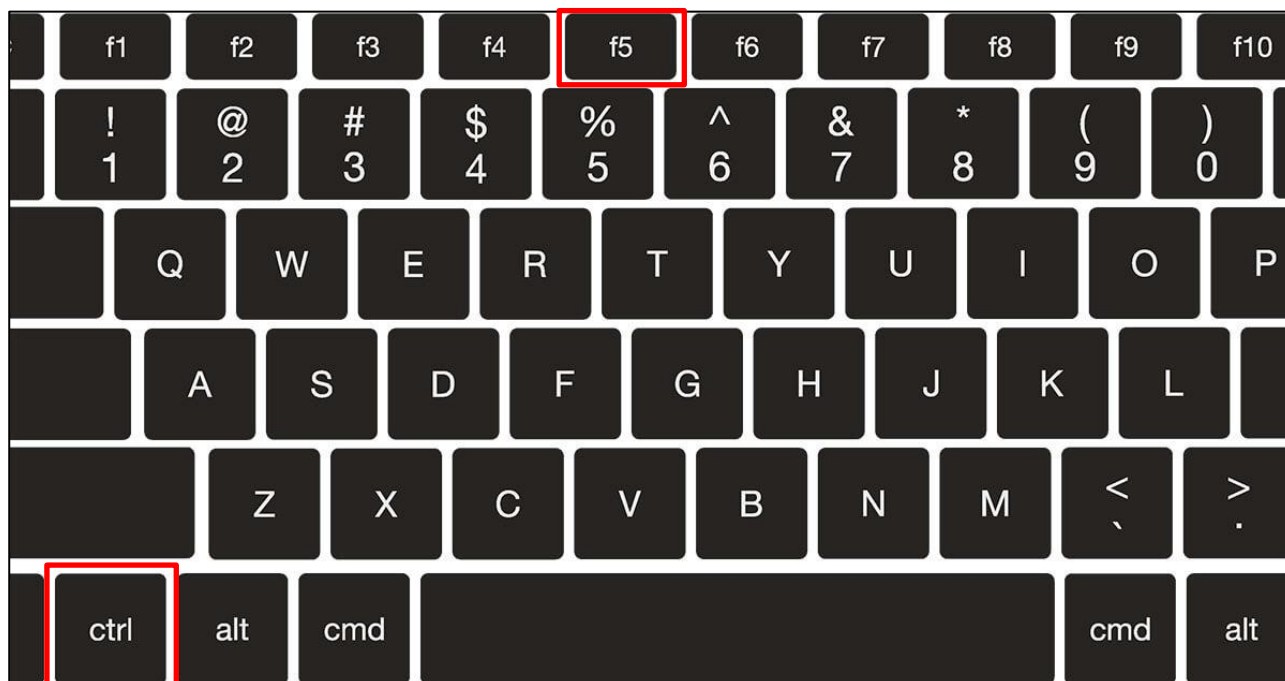 f1 f2 f3 f4 f5 f6 f7 f8 f9 f10
! @ # $ % ^ & * ( )
1 2 3 4 5 6 7 8 9 0
Q W E R T Y U I O P
A S D F G H J K L
Z X C V B N M < >
` .
ctrl alt cmd cmd alt